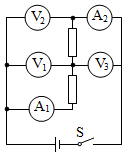 V₂ A₂
V₁ V₃
A₁
S